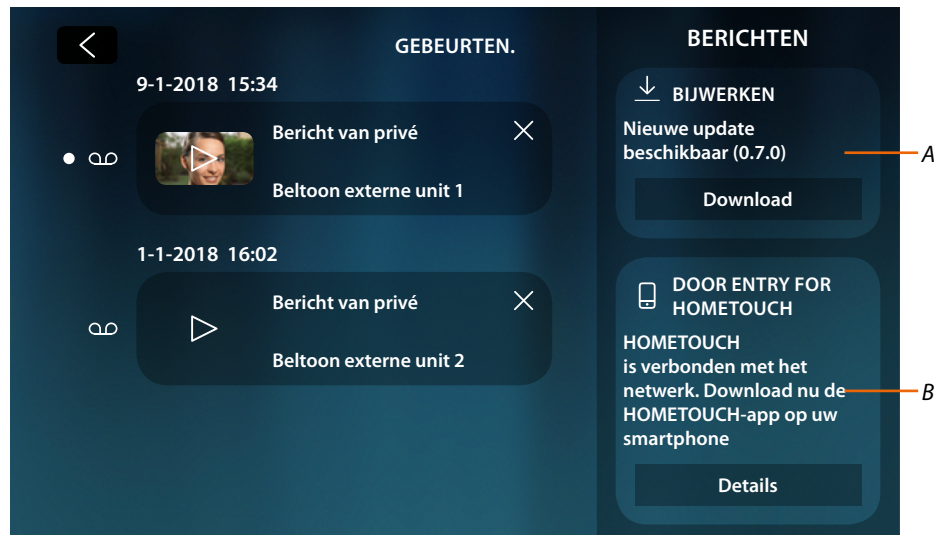 GEBEURTEN.
9-1-2018 15:34
Bericht van privé
Beltoon externe unit 1
1-1-2018 16:02
Bericht van privé
Beltoon externe unit 2
BERICHTEN
BIJWERKEN
Nieuwe update
beschikbaar (0.7.0)
Download
A
DOOR ENTRY FOR
HOMETOUCH
HOMETOUCH
is verbonden met het
netwerk. Download nu de
HOMETOUCH-app op uw
smartphone
Details
B